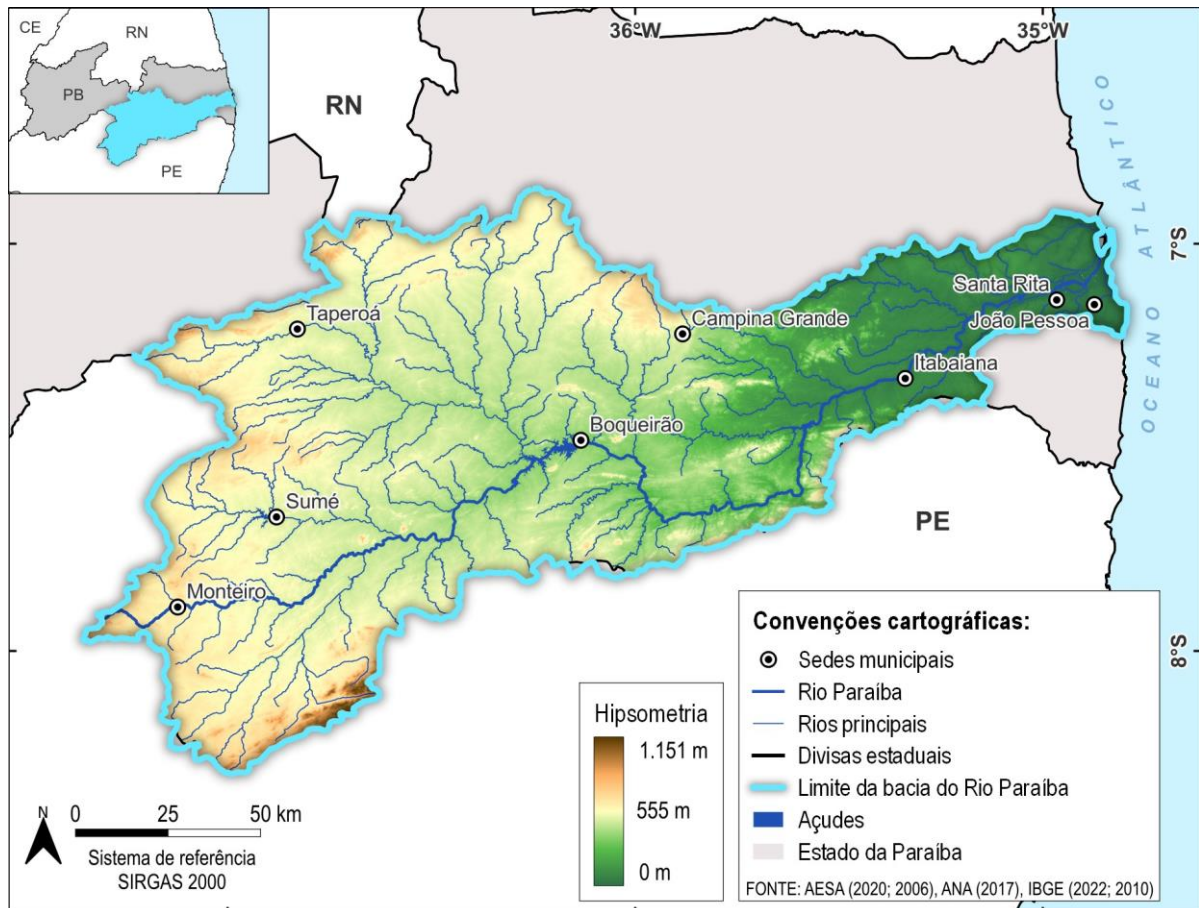 CE
RN
PB
PE
36°W
35°W
RN
OCEANO ATLÂNTICO
7°S
Santa Rita
João Pessoa
Taperoá
Campina Grande
Itabaiana
Boqueirão
Sumé
PE
Monteiro
8°S
N
0 25 50 km
Sistema de referência
SIRGAS 2000
Hipsometria
1.151 m
555 m
0 m
Convenções cartográficas:
Sedes municipais
Rio Paraíba
Rios principais
Divisas estaduais
Limite da bacia do Rio Paraíba
Açudes
Estado da Paraíba
FONTE: AESA (2020; 2006), ANA (2017), IBGE (2022; 2010)